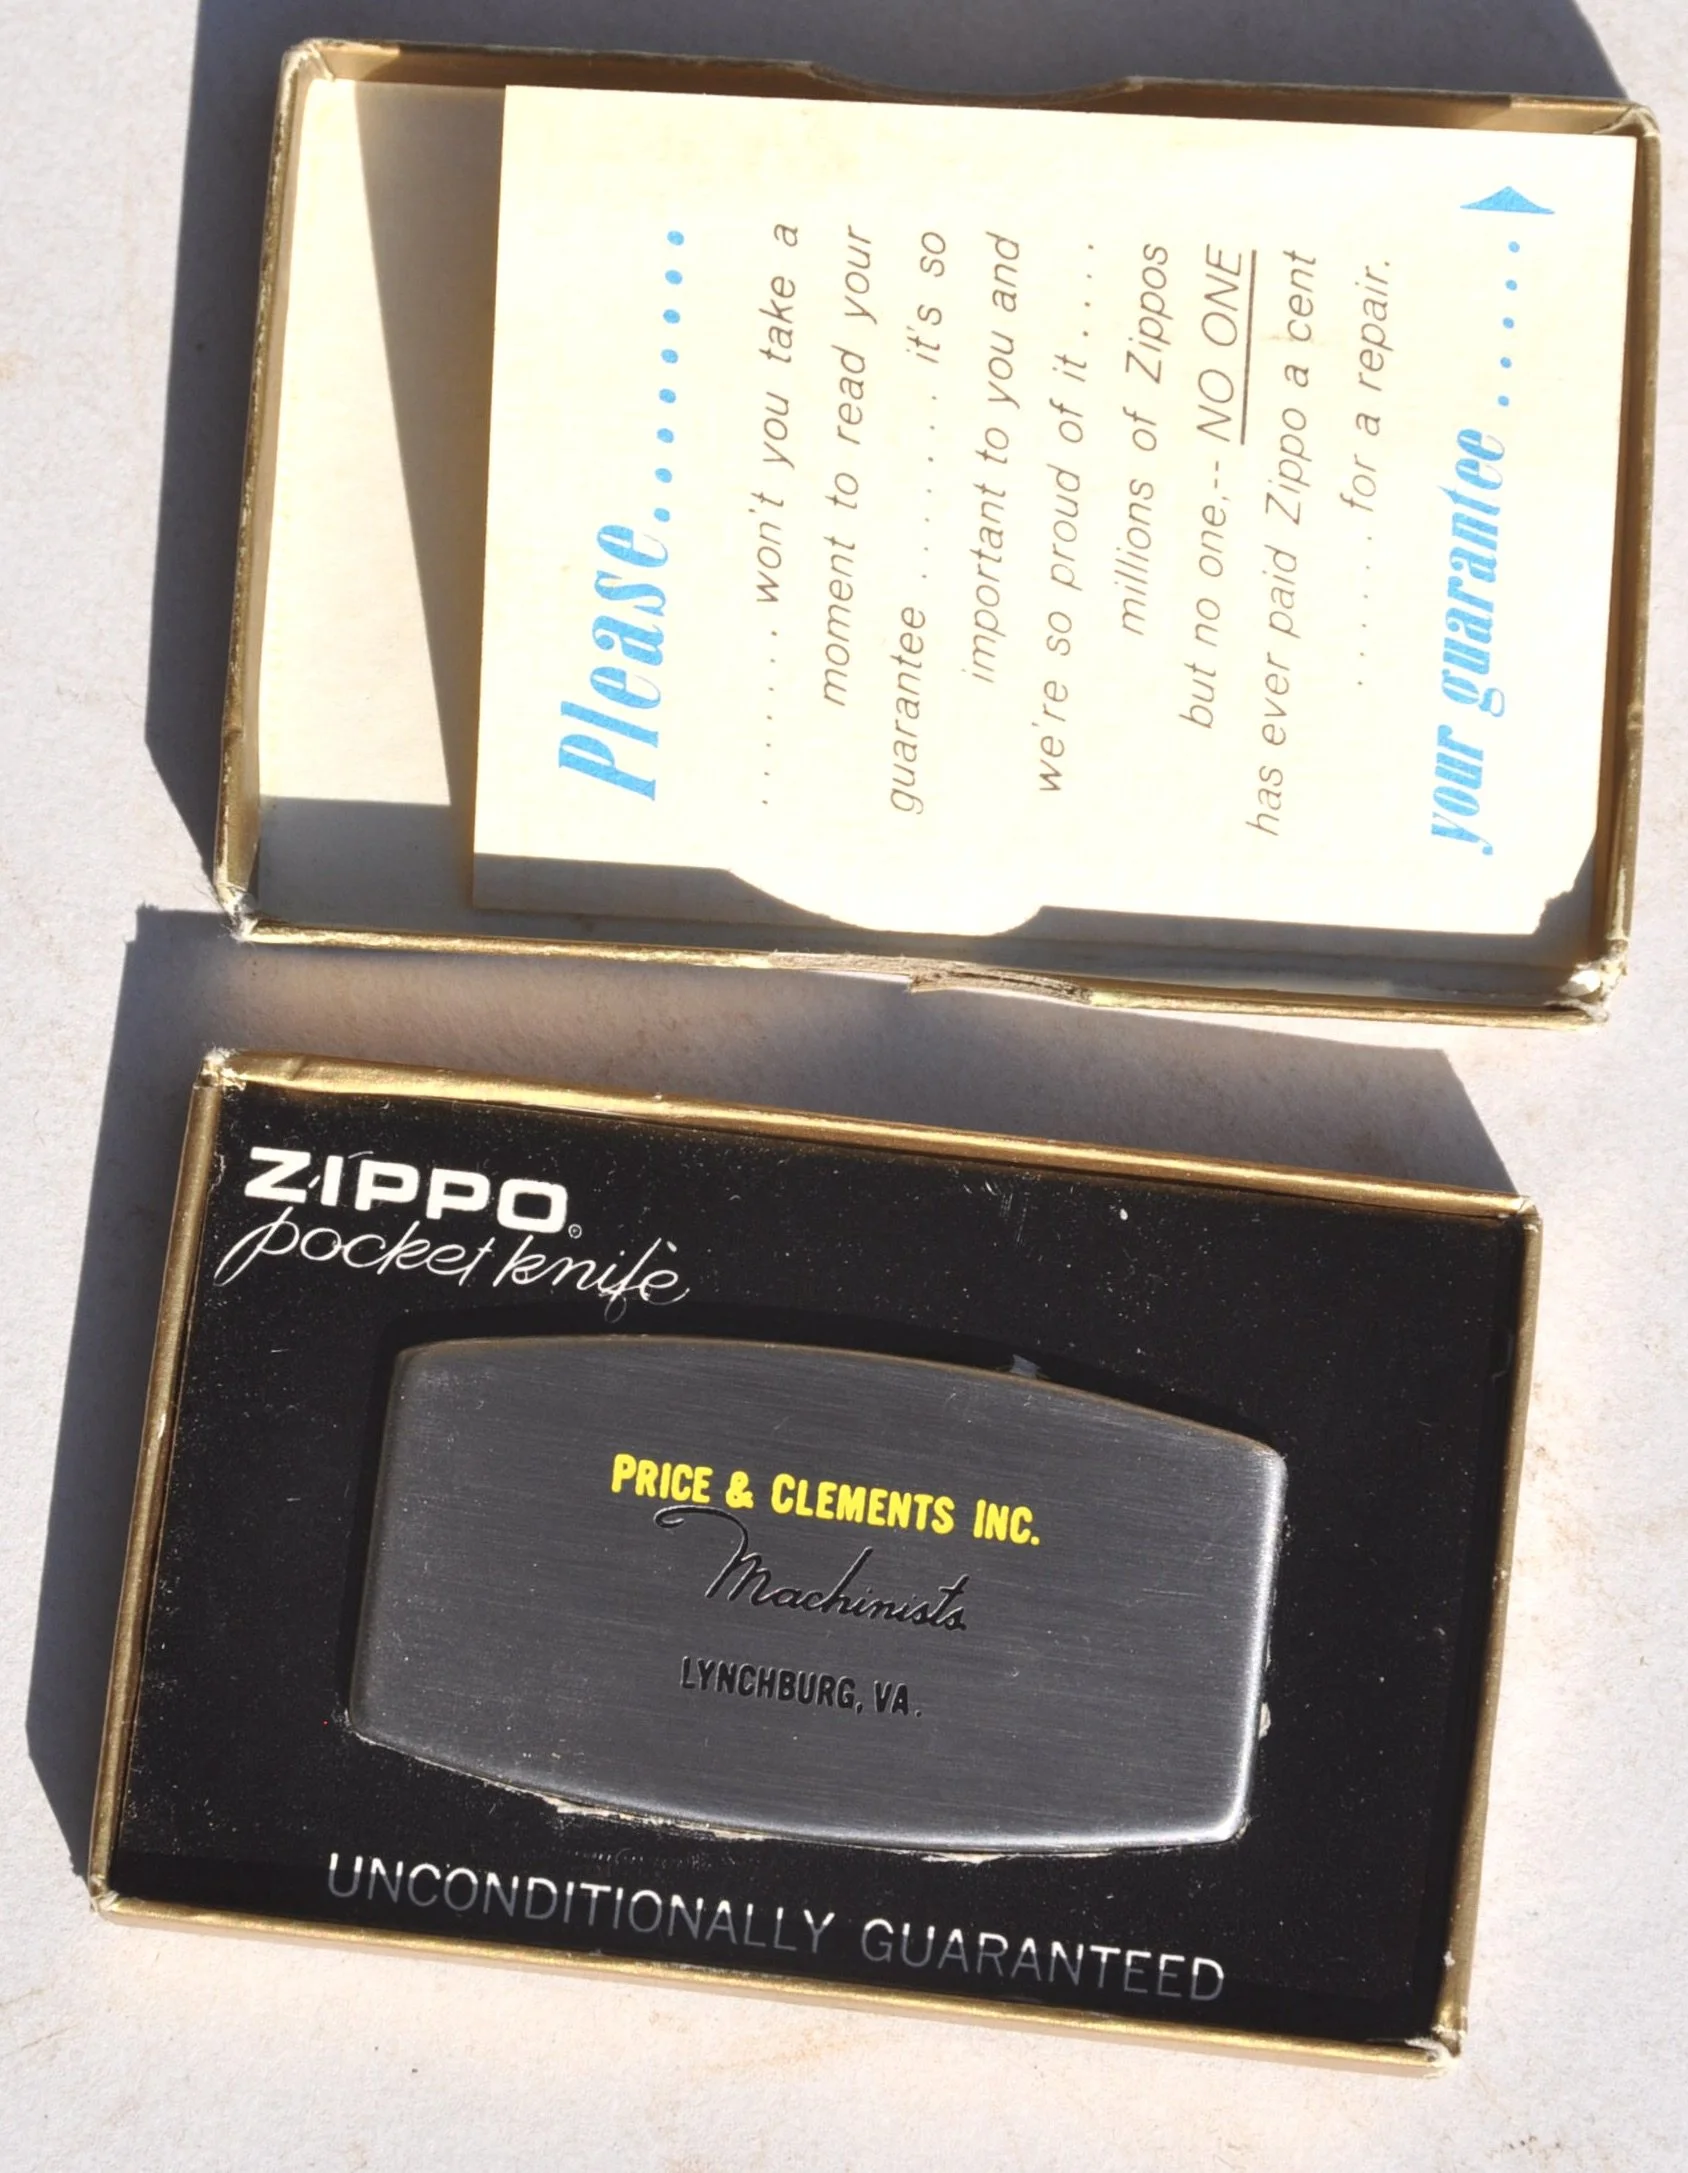 Please.........
........won't you take a
moment to read your
guarantee ....... it's so
important to you and
we're so proud of it....
millions of Zippos
but no one,-- NO ONE
has ever paid Zippo a cent
.......for a repair.
your guarantee......
ZIPPO®
pocket knife
PRICE & CLEMENTS INC.
Machinists
LYNCHBURG, VA.
UNCONDITIONALLY GUARANTEED